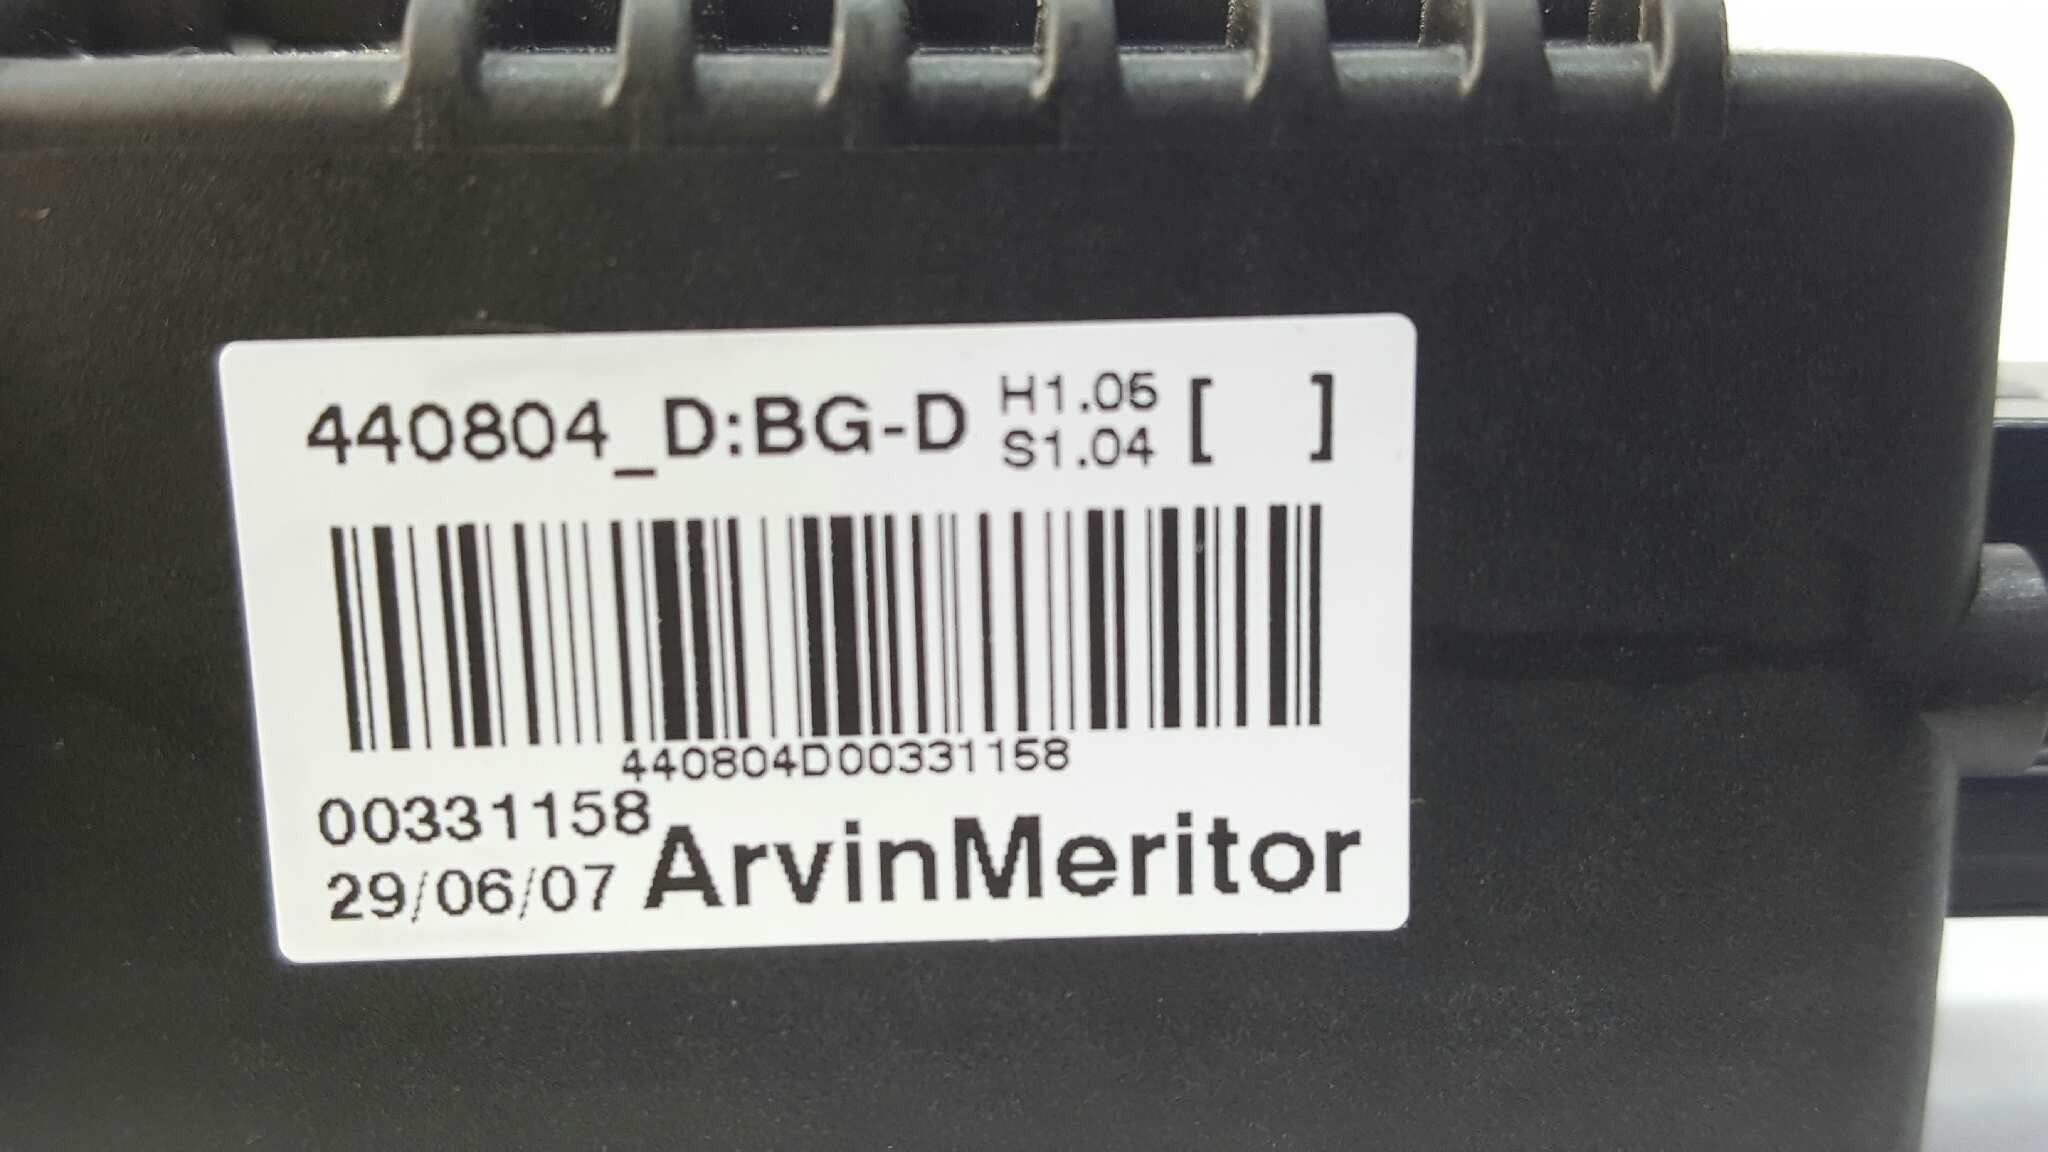 440804_D:BG-D H1.05 [ ]
S1.04
440804D00331158
00331158
29/06/07 ArvinMeritor